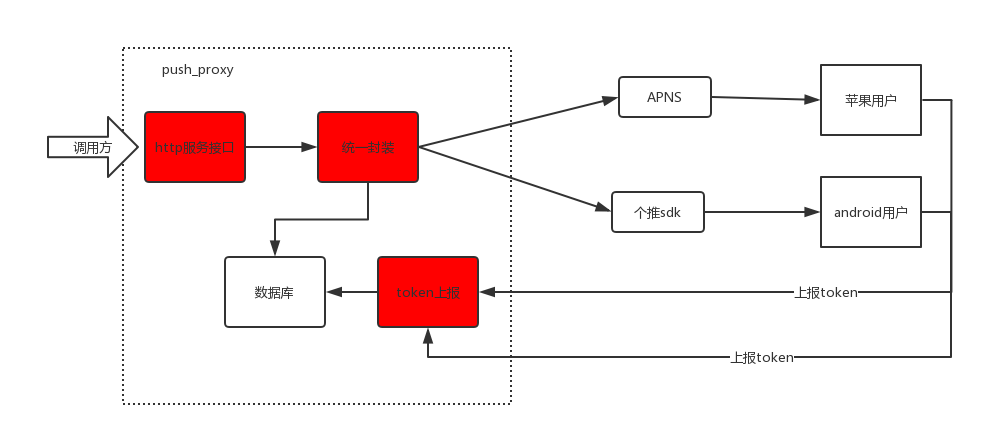 push_proxy
调用方
http服务接口
统一封装
APNS
苹果用户
个推sdk
android用户
数据库
token上报
上报token
上报token